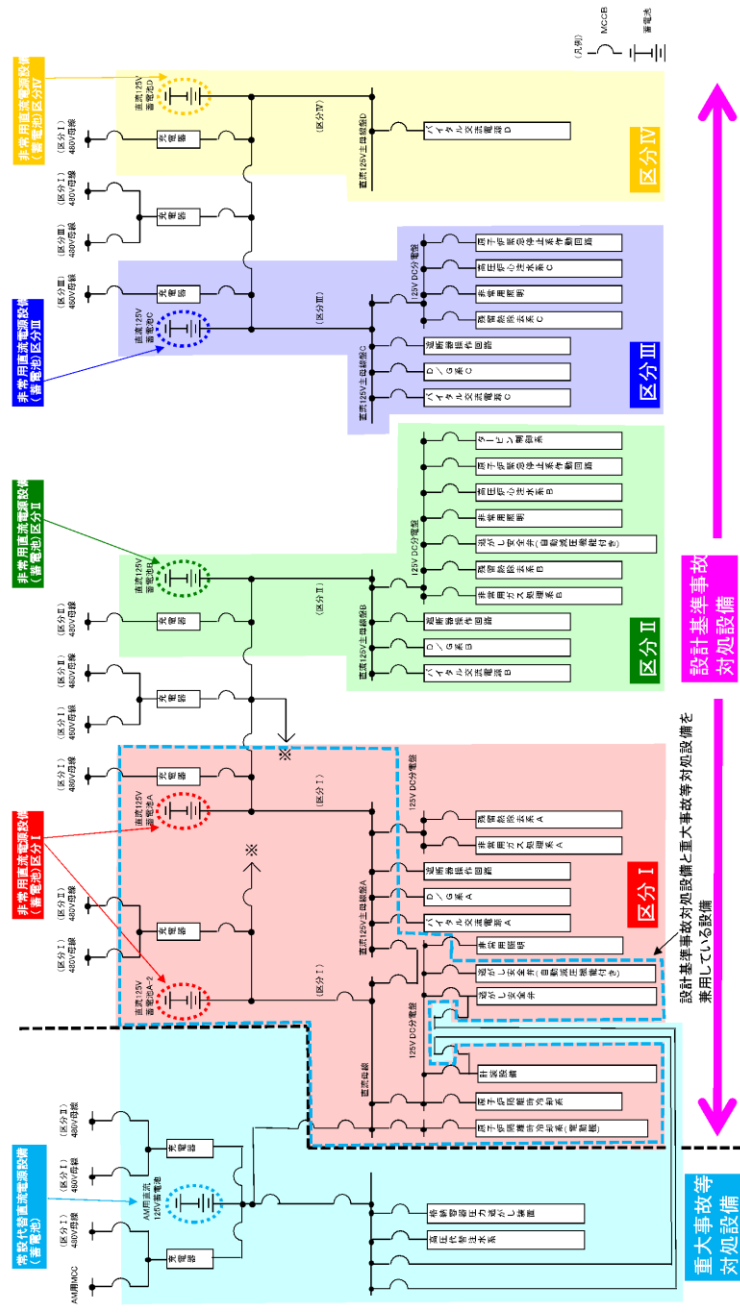 (凡例)
MCCB
蓄電池
非常用直流電源設備
(蓄電池)区分Ⅳ
非常用直流電源設備
(蓄電池)区分Ⅲ
非常用直流電源設備
(蓄電池)区分Ⅱ
非常用直流電源設備
(蓄電池)区分Ⅰ
常設代替直流電源設備
(蓄電池)
AM用MCC
(区分Ⅰ)
480V母線
(区分Ⅰ)
480V母線
(区分Ⅱ)
480V母線
充電器
充電器
AM用直流
125V蓄電池
高圧代替注水系
格納容器圧力逃がし装置
重大事故等
対処設備
(区分Ⅰ)
480V母線
(区分Ⅱ)
480V母線
充電器
直流125V
蓄電池A-2
(区分Ⅰ)
※
直流母線
125V DC分電盤
原子炉隔離時冷却系(電動機)
原子炉隔離時冷却系
計装設備
逃がし安全弁
逃がし安全弁(自動減圧機能付き)
非常用照明
(区分Ⅰ)
480V母線
充電器
直流125V
蓄電池A
(区分Ⅰ)
直流125V主母線盤A
バイタル交流電源A
D/G系A
遮断器操作回路
125V DC分電盤
非常用ガス処理系A
残留熱除去系A
区分Ⅰ
設計基準事故対処設備と重大事故等対処設備を
兼用している設備
(区分Ⅰ)
480V母線
(区分Ⅱ)
480V母線
充電器
※
(区分Ⅱ)
480V母線
充電器
直流125V
蓄電池B
(区分Ⅱ)
直流125V主母線盤B
バイタル交流電源B
D/G系B
遮断器操作回路
125V DC分電盤
非常用ガス処理系B
残留熱除去系B
逃がし安全弁(自動減圧機能付き)
非常用照明
高圧炉心注水系B
原子炉緊急停止系作動回路
タービン制御系
区分Ⅱ
設計基準事故
対処設備
直流125V
蓄電池C
(区分Ⅲ)
480V母線
充電器
(区分Ⅲ)
直流125V主母線盤C
バイタル交流電源C
D/G系C
遮断器操作回路
125V DC分電盤
残留熱除去系C
非常用照明
高圧炉心注水系C
原子炉緊急停止系作動回路
区分Ⅲ
(区分Ⅲ)
480V母線
(区分Ⅰ)
480V母線
充電器
(区分Ⅰ)
480V母線
充電器
直流125V
蓄電池D
(区分Ⅳ)
直流125V主母線盤D
バイタル交流電源D
区分Ⅳ